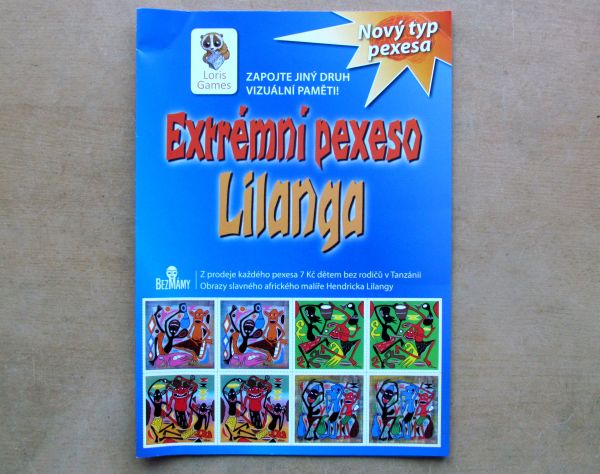 Nový typ
pexesa
Loris
Games
ZAPOJTE JINÝ DRUH
VIZUÁLNÍ PAMĚTI!
Extrémní pexeso
Lilanga
BEZMÁMY
Z prodeje každého pexesa 7 Kč dětem bez rodičů v Tanzánii
Obrazy slavného afrického malíře Hendricka Lilangy